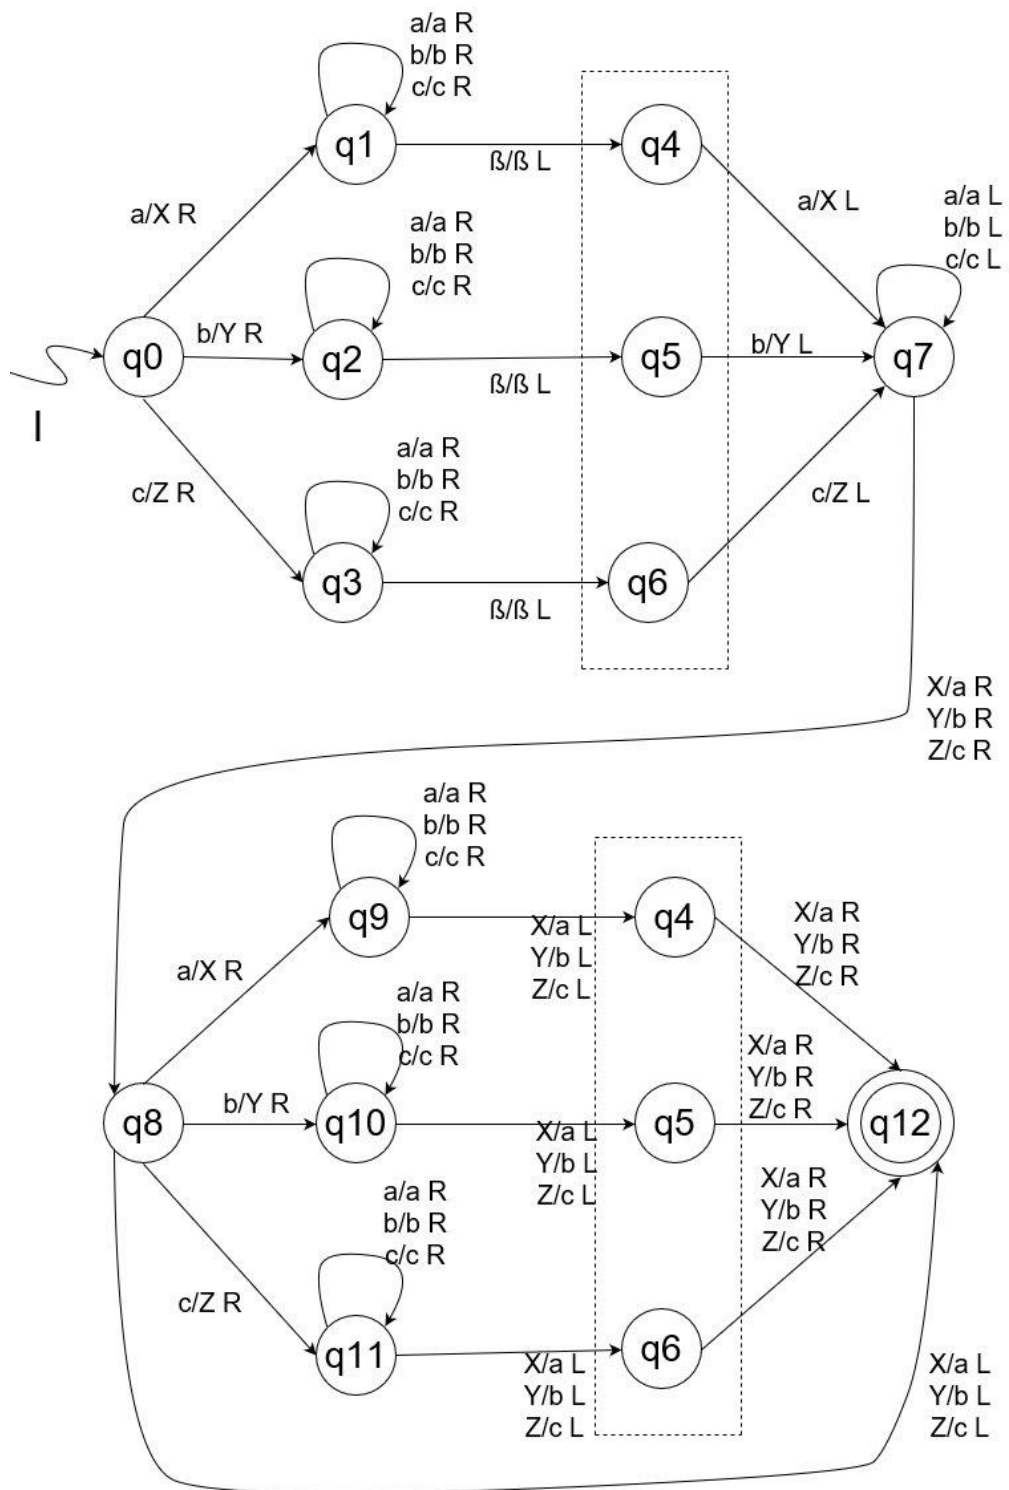 a/a R
b/b R
c/c R
q1
q4
ß/ß L
a/X R
a/X L
a/a L
b/b L
c/c L
a/a R
b/b R
c/c R
q0
b/Y R
q2
q5
b/Y L
q7
ß/ß L
I
a/a R
b/b R
c/c R
c/Z R
c/Z L
q3
q6
ß/ß L
X/a R
Y/b R
Z/c R
a/a R
b/b R
c/c R
q9
q4
X/a L
Y/b L
Z/c L
X/a R
Y/b R
Z/c R
a/X R
a/a R
b/b R
c/c R
X/a R
Y/b R
Z/c R
q8
b/Y R
q10
q5
q12
X/a L
Y/b L
Z/c L
a/a R
b/b R
c/c R
X/a R
Y/b R
Z/c R
c/Z R
q11
q6
X/a L
Y/b L
Z/c L
X/a L
Y/b L
Z/c L